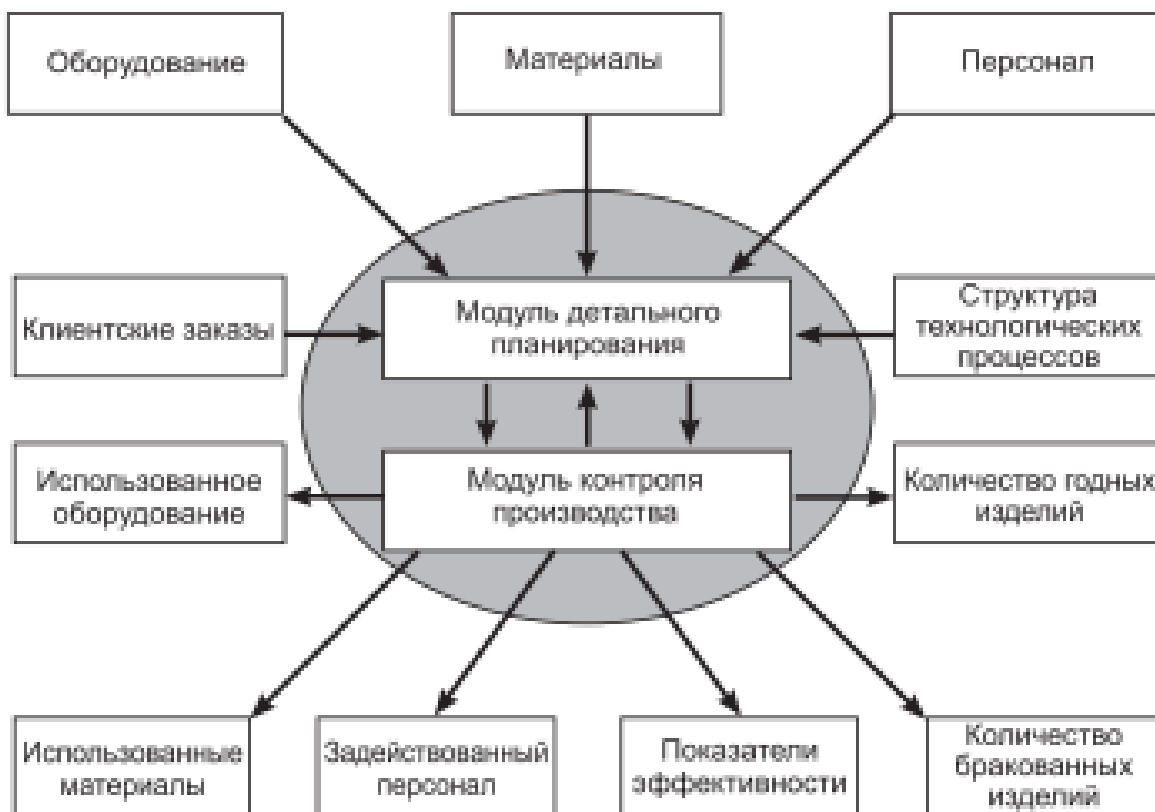 Оборудование
Материалы
Персонал
Клиентские заказы
Модуль детального
планирования
Структура
технологических
процессов
Использованное
оборудование
Модуль контроля
производства
Количество годных
изделий
Использованные
материалы
Задействованный
персонал
Показатели
эффективности
Количество
бракованных
изделий